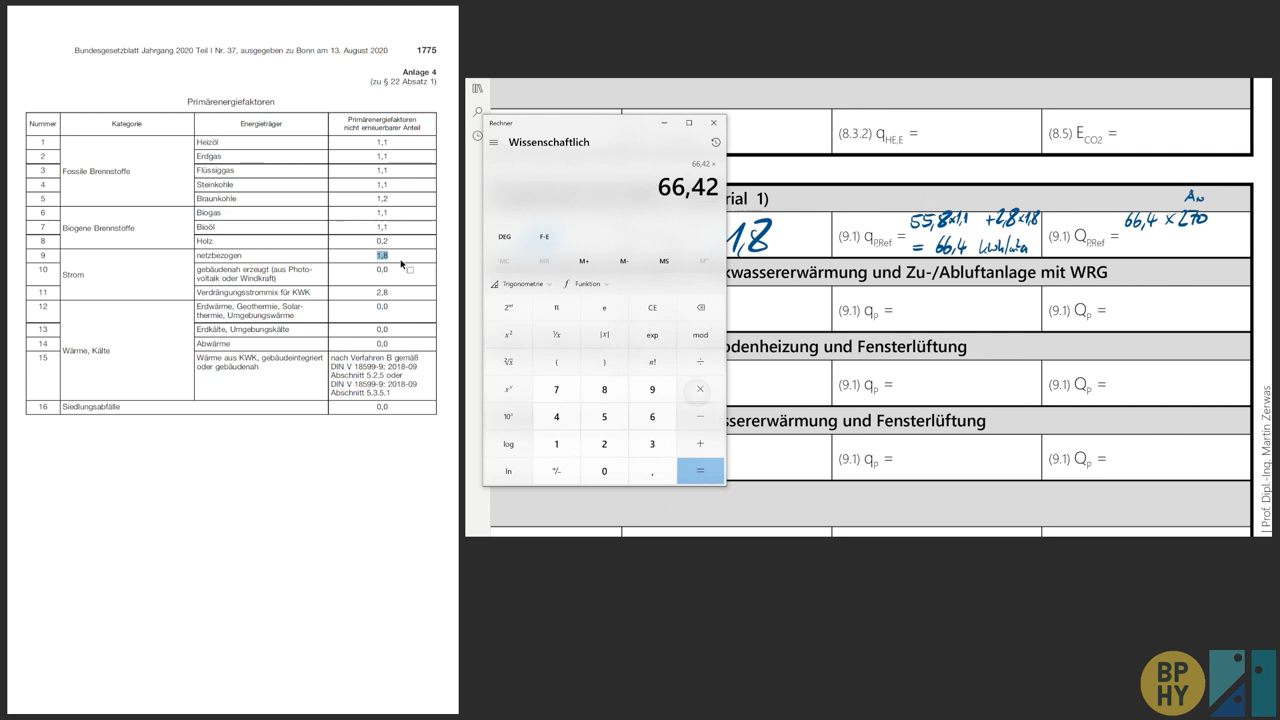 Bundesgesetzblatt Jahrgang 2020 Teil I Nr. 37, ausgegeben zu Bonn am 13. August 2020 1775
Anlage 4
(zu § 22 Absatz 1)
Primärenergiefaktoren
Nummer Kategorie Energieträger Primärenergiefaktoren
nicht erneuerbarer Anteil
1 Heizöl 1,1
2 Erdgas 1,1
3 Fossile Brennstoffe Flüssiggas 1,1
4 Steinkohle 1,1
5 Braunkohle 1,2
6 Biogas 1,1
7 Biogene Brennstoffe Bioöl 1,1
8 Holz 0,2
9 netzbezogen 1,8
10 Strom gebäudenah erzeugt (aus Photo-
voltaik oder Windkraft) 0,0
11 Verdrängungsstrommix für KWK 2,8
12 Erdwärme, Geothermie, Solar-
thermie, Umgebungswärme 0,0
13 Erdkälte, Umgebungskälte 0,0
14 Wärme, Kälte Abwärme 0,0
15 Wärme aus KWK, gebäudeintegriert
oder gebäudenah
nach Verfahren B gemäß
DIN V 18599-9: 2018-09
Abschnitt 5.2.5 oder
DIN V 18599-9: 2018-09
Abschnitt 5.3.5.1
16 Siedlungsabfälle 0,0
Rechner
Wissenschaftlich
66,42 ×
66,42
DEG F-E
MC MR M+ M- MS M˅
Trigonometrie Funktion
2ⁿᵈ π e CE
x² ¹/x |x| exp mod
²√x ( ) n! ÷
xʸ 7 8 9 ×
10ˣ 4 5 6 −
log 1 2 3 +
ln +/− 0 , =
(8.3.2) qHE,E = (8.5) ECO2 =
rial 1)
1,8 (9.1) qP,Ref = 55,8x1,1 + 2,8x1,8
= 66,4 kWh/m²a
(9.1) QP,Ref = 66,4 x 270
AN
kwassererwärmung und Zu-/Abluftanlage mit WRG
(9.1) qp = (9.1) Qp =
odenheizung und Fensterlüftung
(9.1) qp = (9.1) Qp =
ssererwärmung und Fensterlüftung
(9.1) qp = (9.1) Qp =
| Prof. Dipl.-Ing. Martin Zerwas
BP
HY